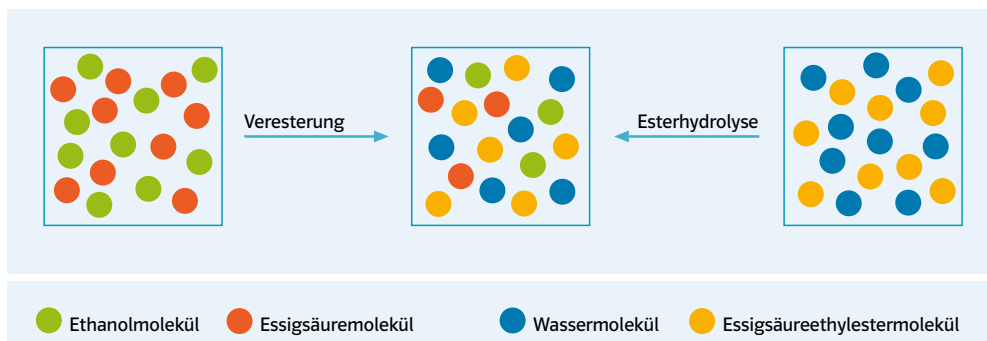 Veresterung
Esterhydrolyse
Ethanolmolekül
Essigsäuremolekül
Wassermolekül
Essigsäureethylestermolekül